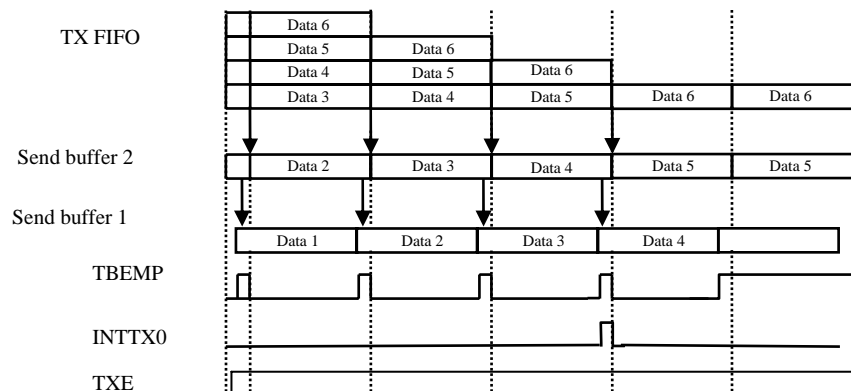 TX FIFO
Data 6
Data 5 Data 6
Data 4 Data 5 Data 6
Data 3 Data 4 Data 5 Data 6 Data 6
Send buffer 2 Data 2 Data 3 Data 4 Data 5 Data 5
Send buffer 1 Data 1 Data 2 Data 3 Data 4
TBEMP
INTTX0
TXE